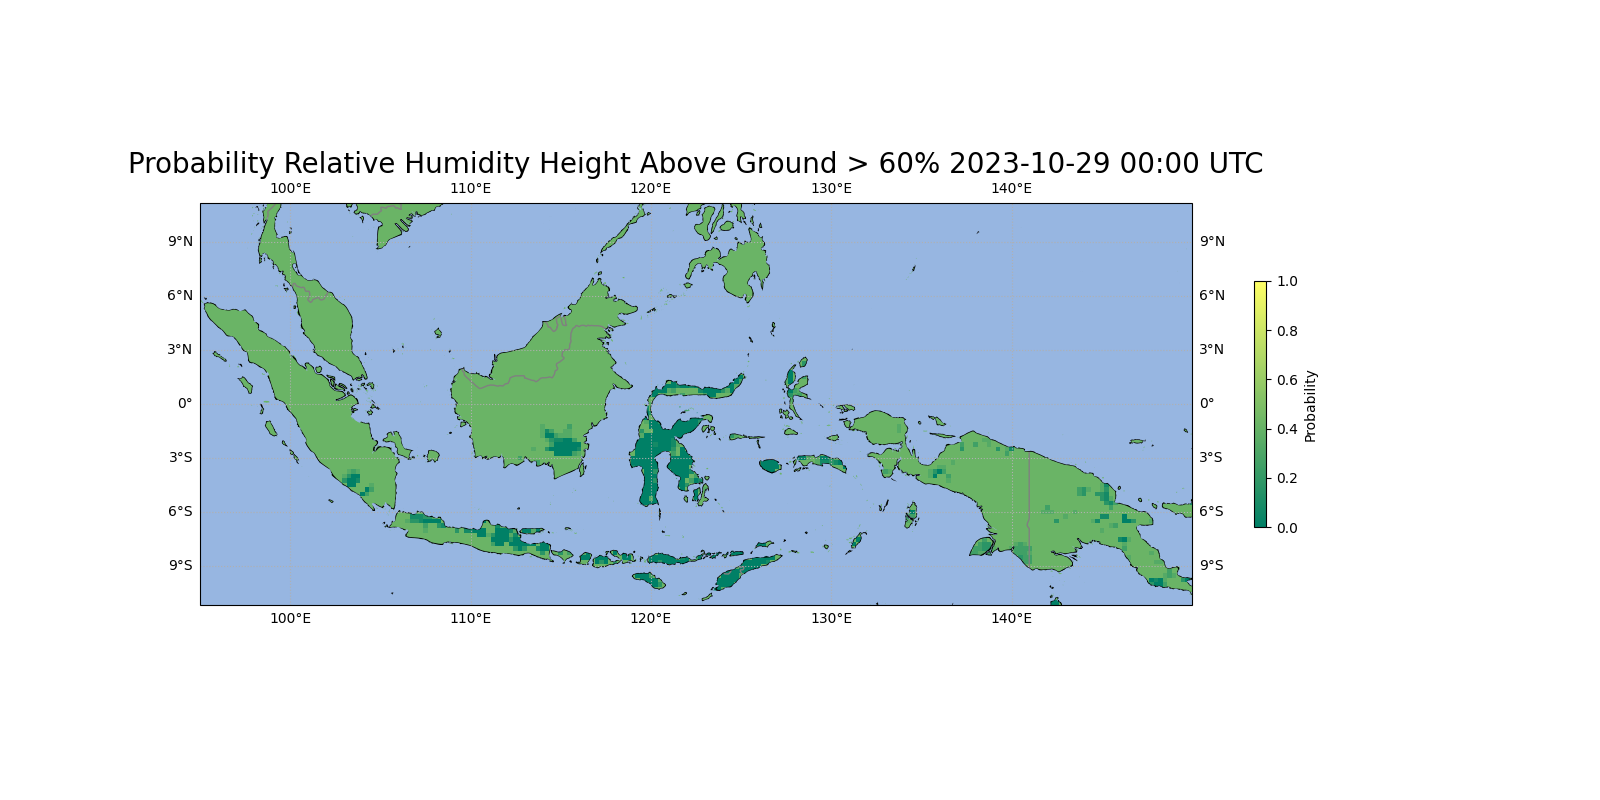 Probability Relative Humidity Height Above Ground > 60% 2023-10-29 00:00 UTC
100°E 110°E 120°E 130°E 140°E
9°N 9°N
6°N 6°N
3°N 3°N
0° 0°
3°S 3°S
6°S 6°S
9°S 9°S
100°E 110°E 120°E 130°E 140°E
1.0
0.8
0.6
0.4
0.2
0.0
Probability